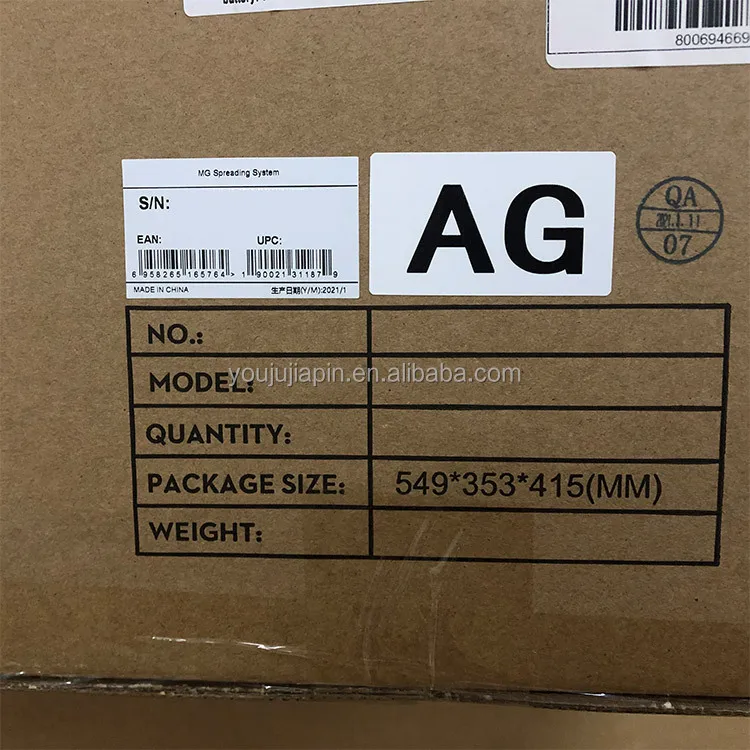 800694669
MG Spreading System
S/N:
EAN: UPC:
6 958265 165764> 1 90021 31187 9
MADE IN CHINA 生产日期(Y/M):2021/1
AG
QA
2021.1.11
07
NO.:
MODEL:
youjujiapin.en.alibaba.com
QUANTITY:
PACKAGE SIZE: 549*353*415(MM)
WEIGHT: